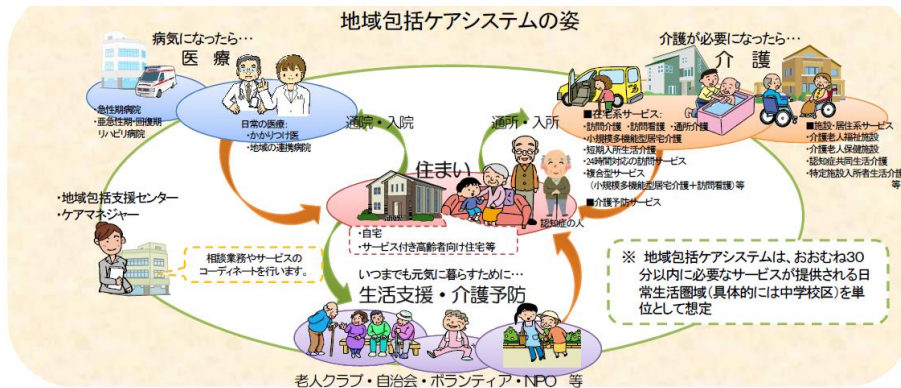 地域包括ケアシステムの姿
病気になったら…
医 療
・急性期病院
・亜急性期・回復期
リハビリ病院
日常の医療:
・かかりつけ医
・地域の連携病院
通院・入院
介護が必要になったら…
介 護
通所・入所
■在宅系サービス:
・訪問介護 ・訪問看護 ・通所介護
・小規模多機能型居宅介護
・短期入所生活介護
・24時間対応の訪問サービス
・複合型サービス
(小規模多機能型居宅介護+訪問看護)等
■介護予防サービス
■施設・居住系サービス
・介護老人福祉施設
・介護老人保健施設
・認知症共同生活介護
・特定施設入所者生活介護
等
住まい
・自宅
・サービス付き高齢者向け住宅等
認知症の人
・地域包括支援センター
・ケアマネジャー
相談業務やサービスの
コーディネートを行います。
いつまでも元気に暮らすために…
生活支援・介護予防
老人クラブ・自治会・ボランティア・NPO 等
※ 地域包括ケアシステムは、おおむね30
分以内に必要なサービスが提供される日
常生活圏域(具体的には中学校区)を単
位として想定